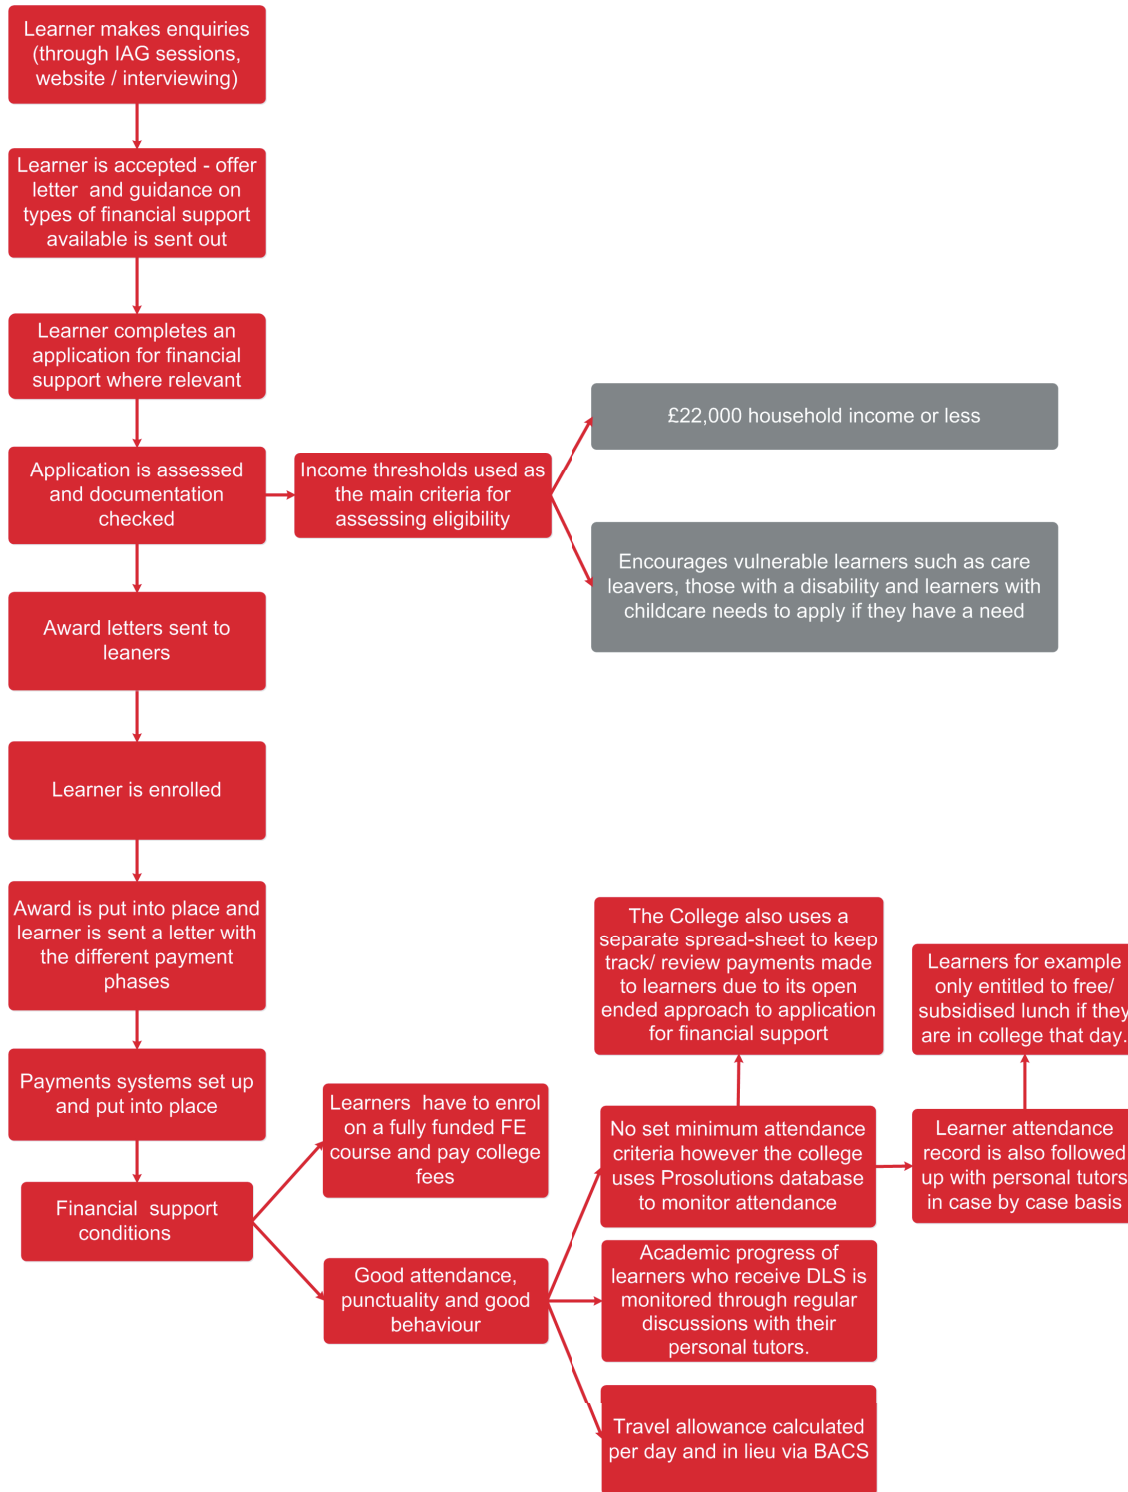 Learner makes enquiries
(through IAG sessions,
website / interviewing)
Learner is accepted - offer
letter and guidance on
types of financial support
available is sent out
Learner completes an
application for financial
support where relevant
Application is assessed
and documentation
checked
Income thresholds used as
the main criteria for
assessing eligibility
£22,000 household income or less
Encourages vulnerable learners such as care
leavers, those with a disability and learners with
childcare needs to apply if they have a need
Award letters sent to
leaners
Learner is enrolled
Award is put into place and
learner is sent a letter with
the different payment
phases
Payments systems set up
and put into place
Financial support
conditions
Learners have to enrol
on a fully funded FE
course and pay college
fees
Good attendance,
punctuality and good
behaviour
The College also uses a
separate spread-sheet to keep
track/ review payments made
to learners due to its open
ended approach to application
for financial support
No set minimum attendance
criteria however the college
uses Prosolutions database
to monitor attendance
Learners for example
only entitled to free/
subsidised lunch if they
are in college that day.
Learner attendance
record is also followed
up with personal tutors
in case by case basis
Academic progress of
learners who receive DLS is
monitored through regular
discussions with their
personal tutors.
Travel allowance calculated
per day and in lieu via BACS